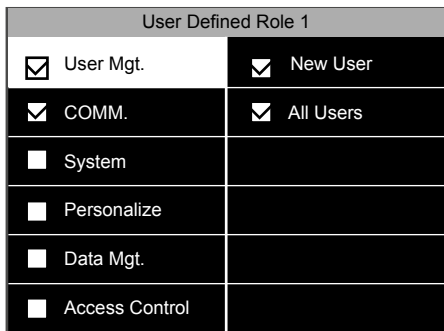 User Defined Role 1
User Mgt.
New User
COMM.
All Users
System
Personalize
Data Mgt.
Access Control